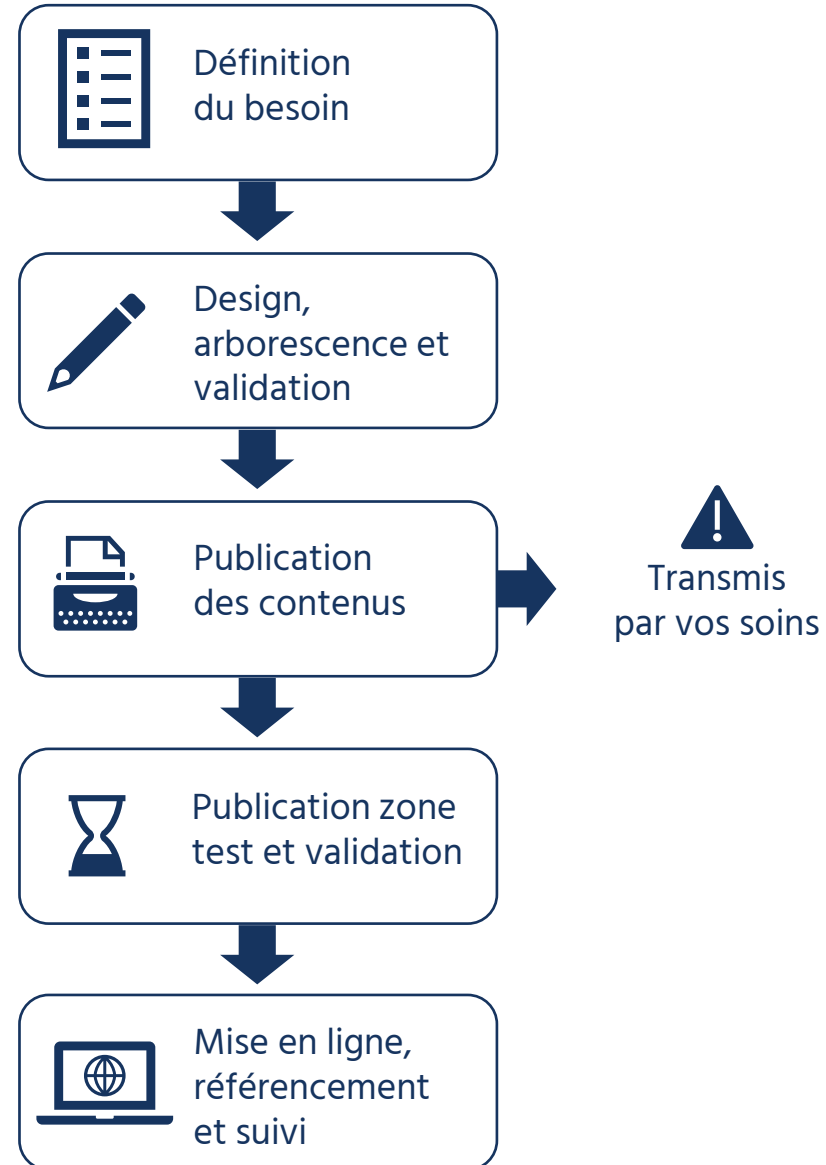 Définition
du besoin
Design,
arborescence et
validation
Publication
des contenus
Transmis
par vos soins
Publication zone
test et validation
Mise en ligne,
référencement
et suivi